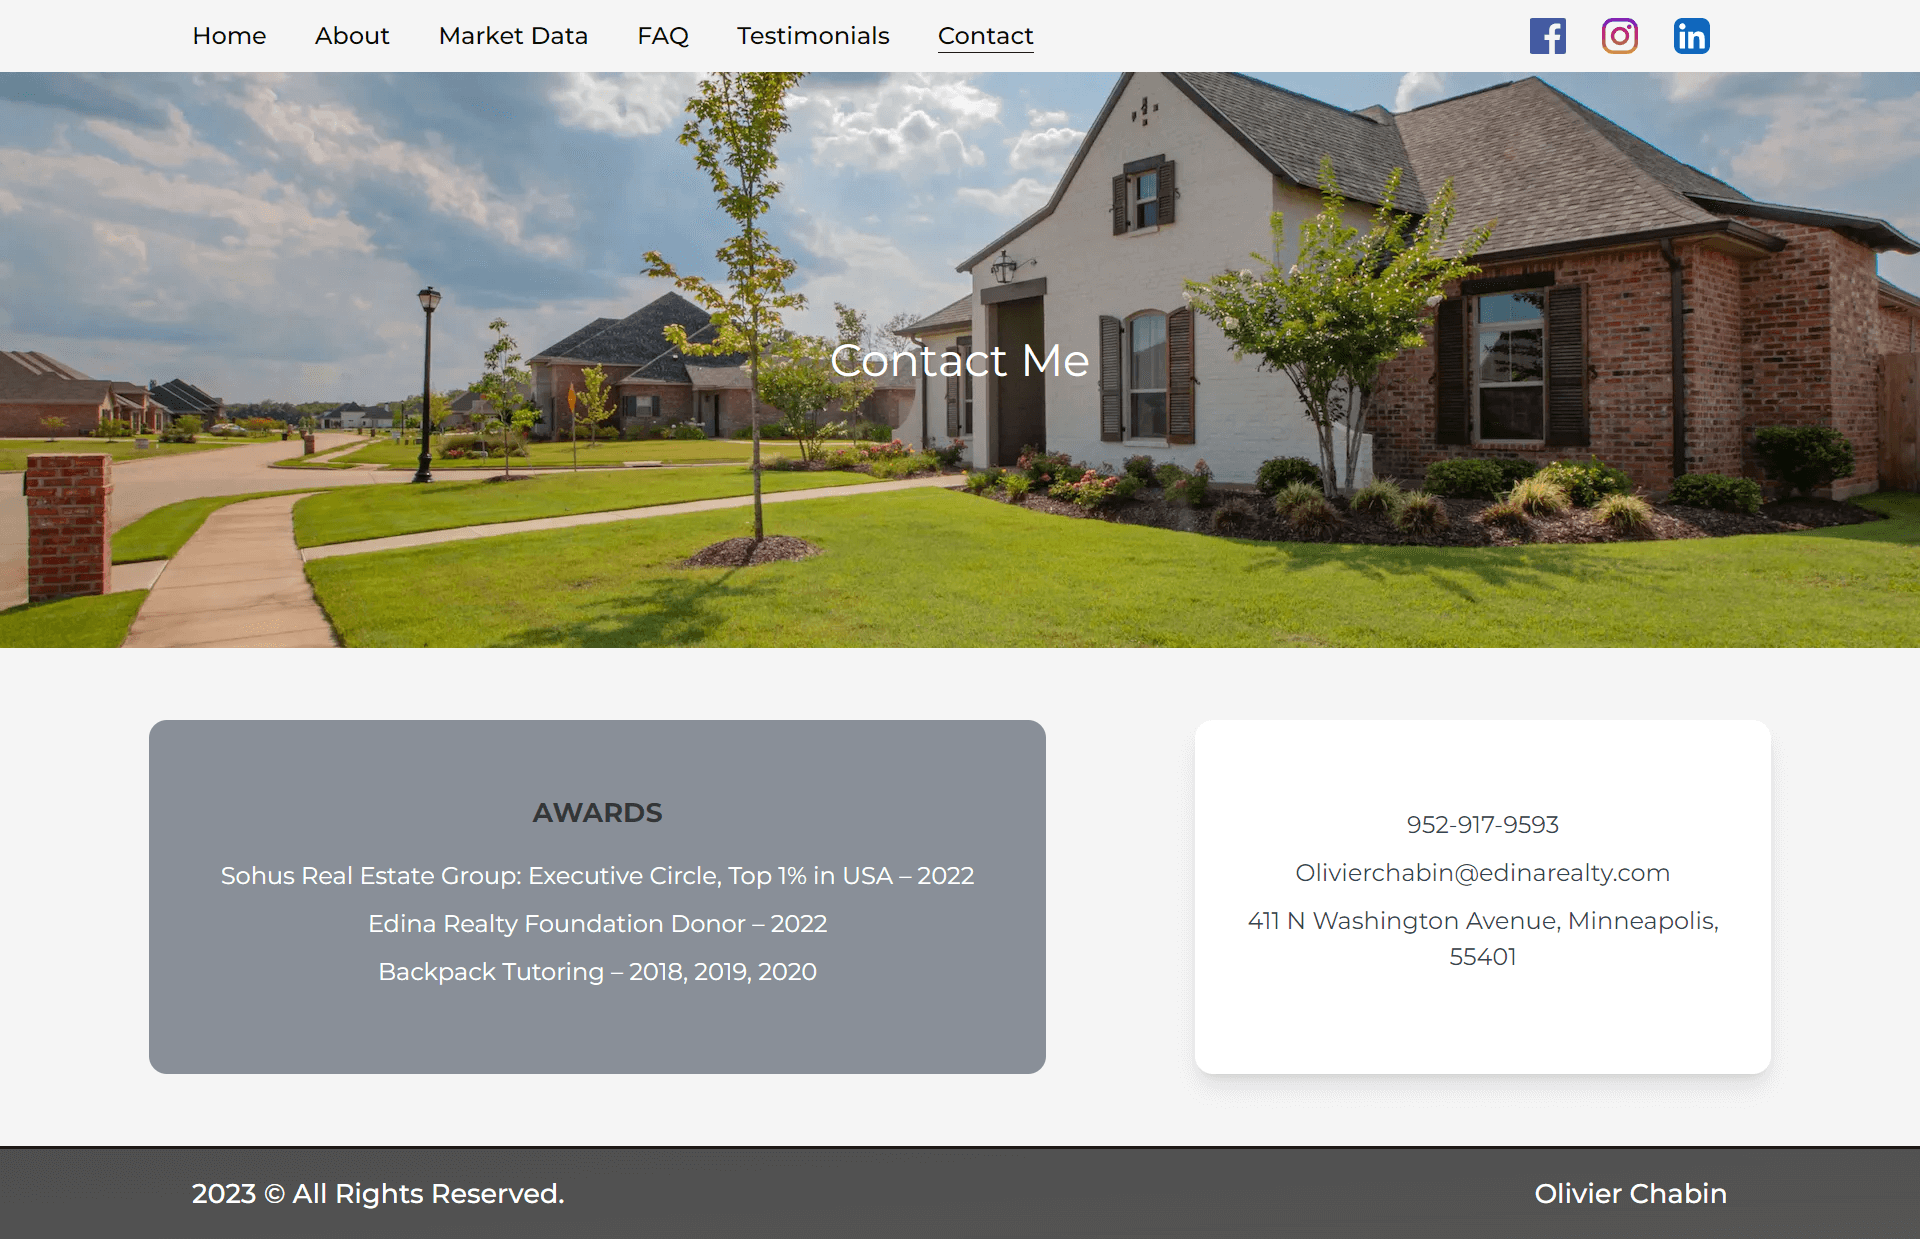 Home About Market Data FAQ Testimonials Contact
Contact Me
AWARDS
Sohus Real Estate Group: Executive Circle, Top 1% in USA – 2022
Edina Realty Foundation Donor – 2022
Backpack Tutoring – 2018, 2019, 2020
952-917-9593
Olivierchabin@edinarealty.com
411 N Washington Avenue, Minneapolis,
55401
2023 © All Rights Reserved.
Olivier Chabin